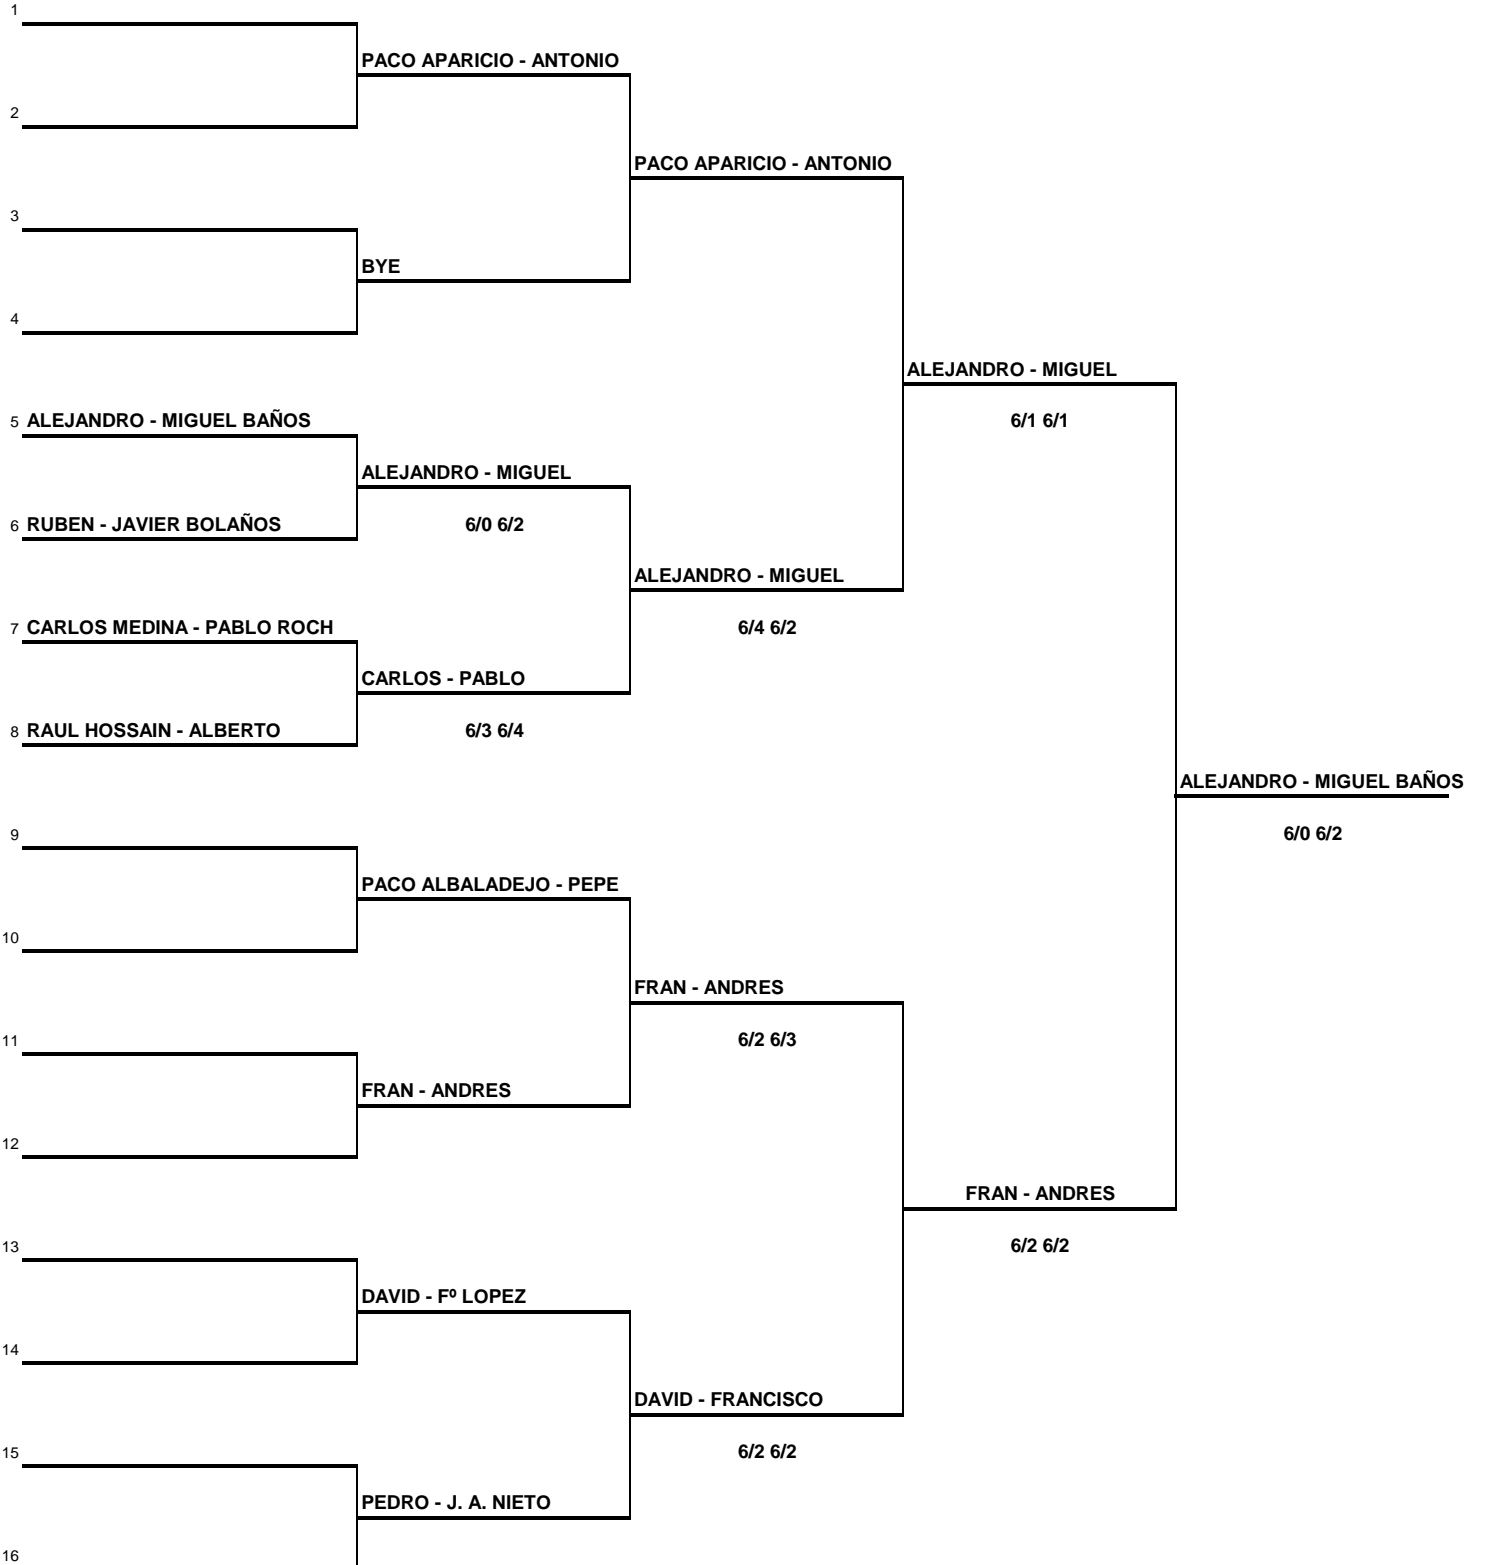 1
PACO APARICIO - ANTONIO
2
PACO APARICIO - ANTONIO
3
BYE
4
ALEJANDRO - MIGUEL
5 ALEJANDRO - MIGUEL BAÑOS
6/1 6/1
ALEJANDRO - MIGUEL
6 RUBEN - JAVIER BOLAÑOS
6/0 6/2
ALEJANDRO - MIGUEL
7 CARLOS MEDINA - PABLO ROCH
6/4 6/2
CARLOS - PABLO
8 RAUL HOSSAIN - ALBERTO
6/3 6/4
ALEJANDRO - MIGUEL BAÑOS
9
6/0 6/2
PACO ALBALADEJO - PEPE
10
FRAN - ANDRES
11
6/2 6/3
FRAN - ANDRES
12
FRAN - ANDRES
13
6/2 6/2
DAVID - Fº LOPEZ
14
DAVID - FRANCISCO
15
6/2 6/2
PEDRO - J. A. NIETO
16